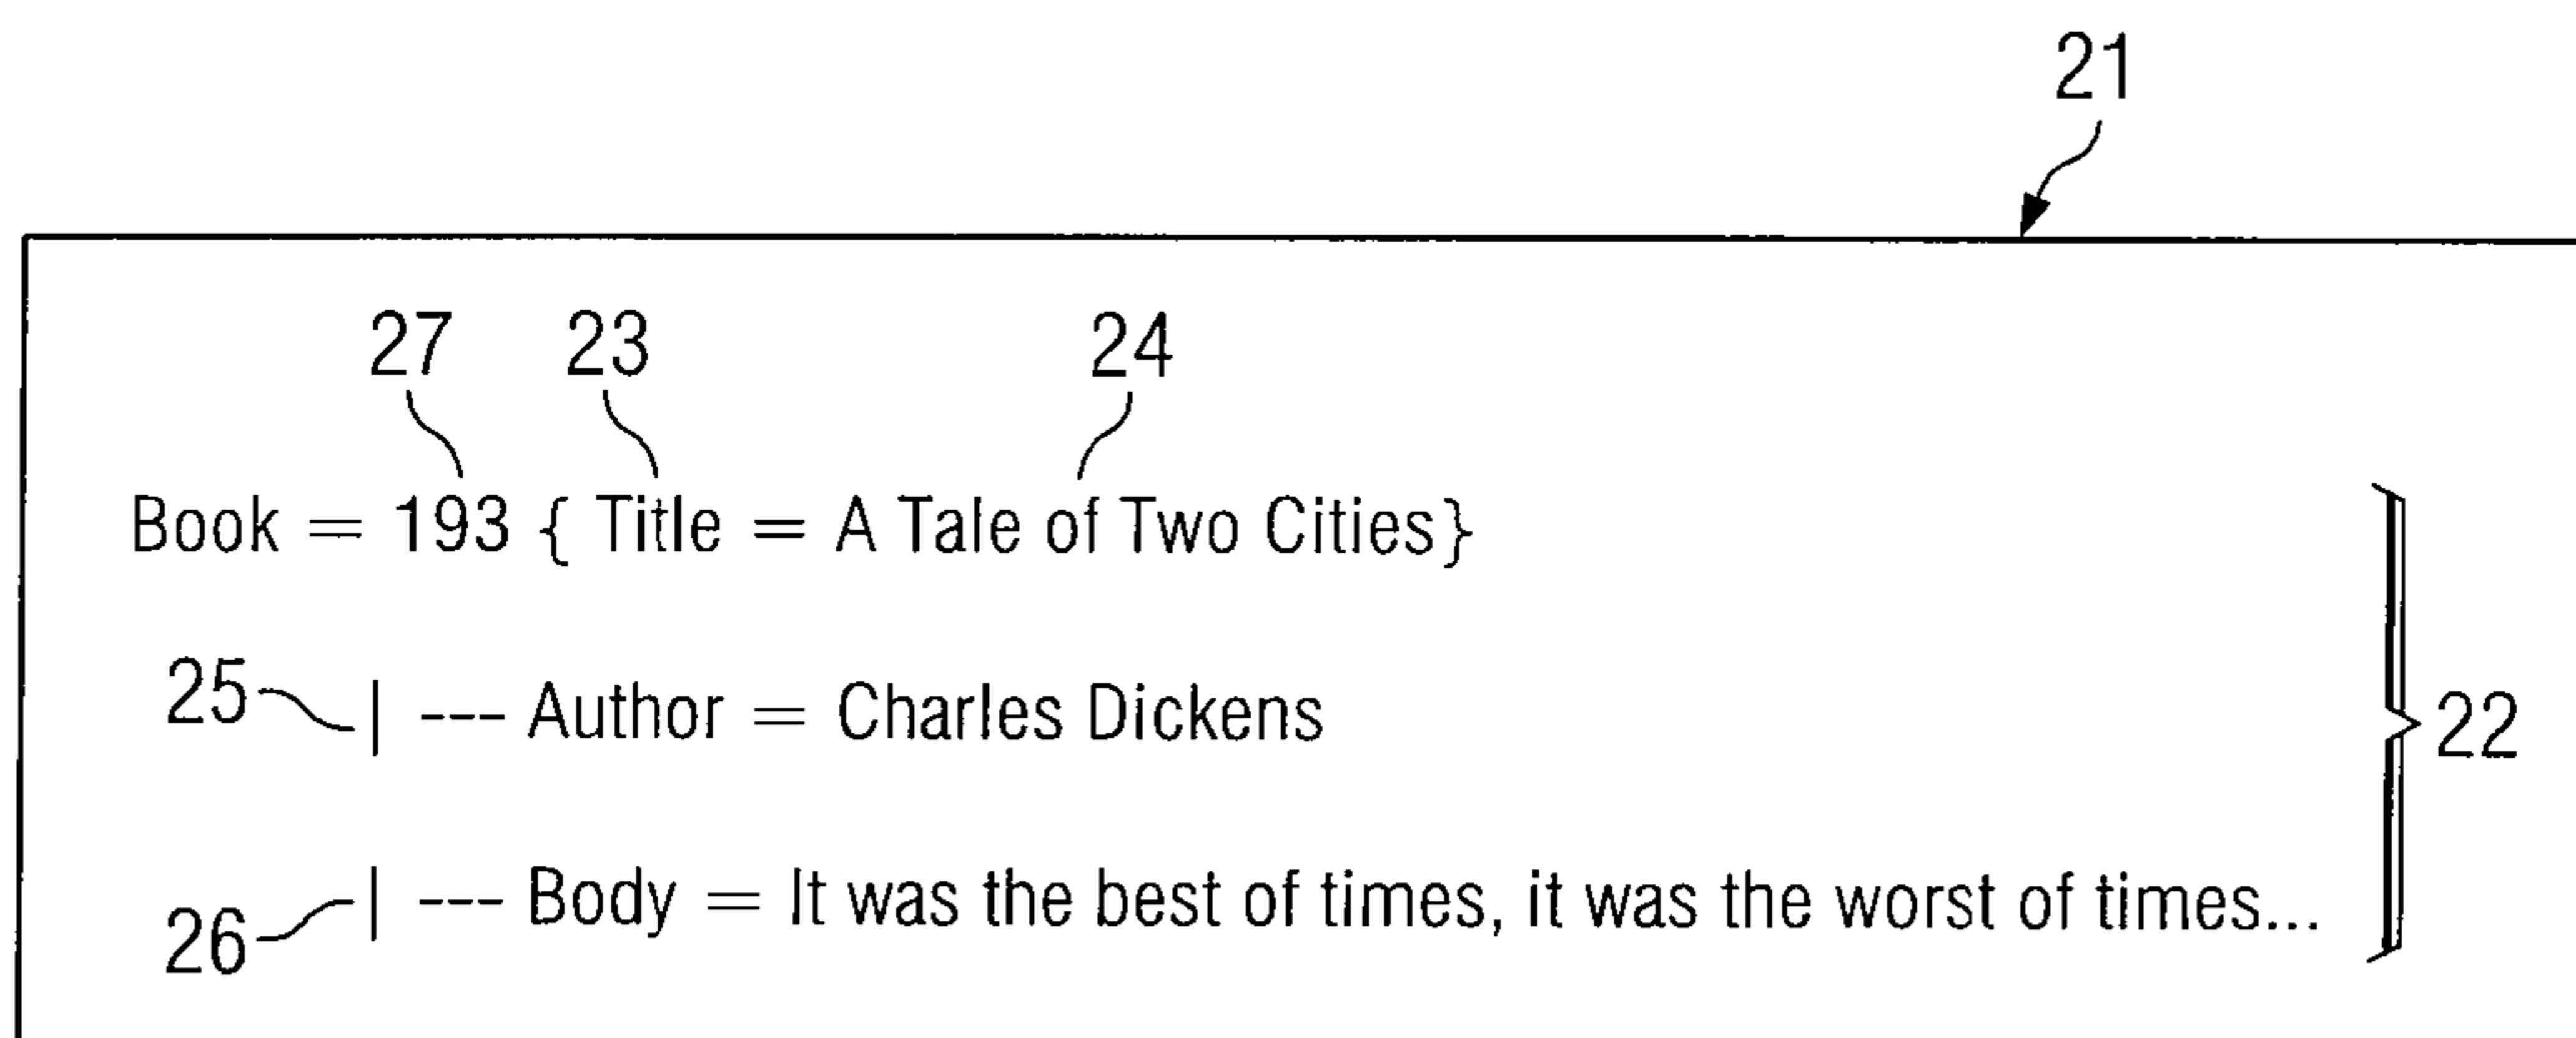 21
27 23 24
Book = 193 { Title = A Tale of Two Cities}
25 | --- Author = Charles Dickens
22
26 | --- Body = It was the best of times, it was the worst of times...